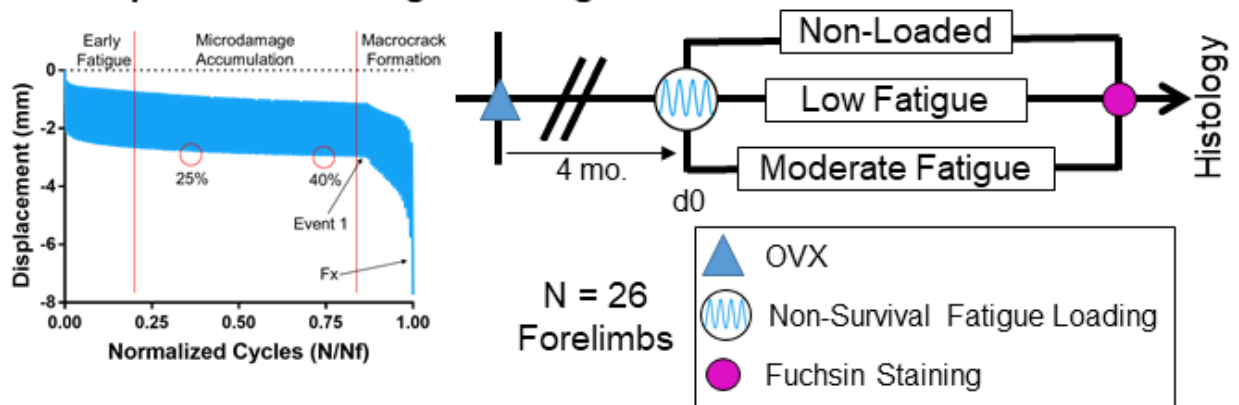 Early
Fatigue
Microdamage
Accumulation
Macrocrack
Formation
Displacement (mm)
0
-2
-4
-6
-8
25%
40%
Event 1
Fx
0.00
0.25
0.50
0.75
1.00
Normalized Cycles (N/Nf)
Non-Loaded
Low Fatigue
Moderate Fatigue
4 mo.
d0
Histology
N = 26
Forelimbs
OVX
Non-Survival Fatigue Loading
Fuchsin Staining